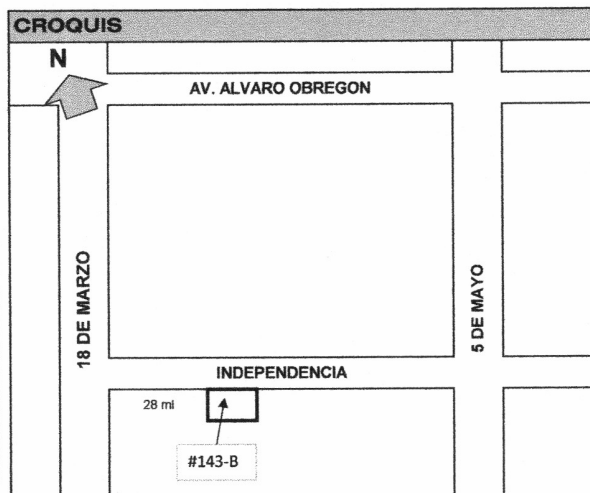 CROQUIS
N
AV. ALVARO OBREGON
18 DE MARZO
5 DE MAYO
INDEPENDENCIA
28 ml
#143-B